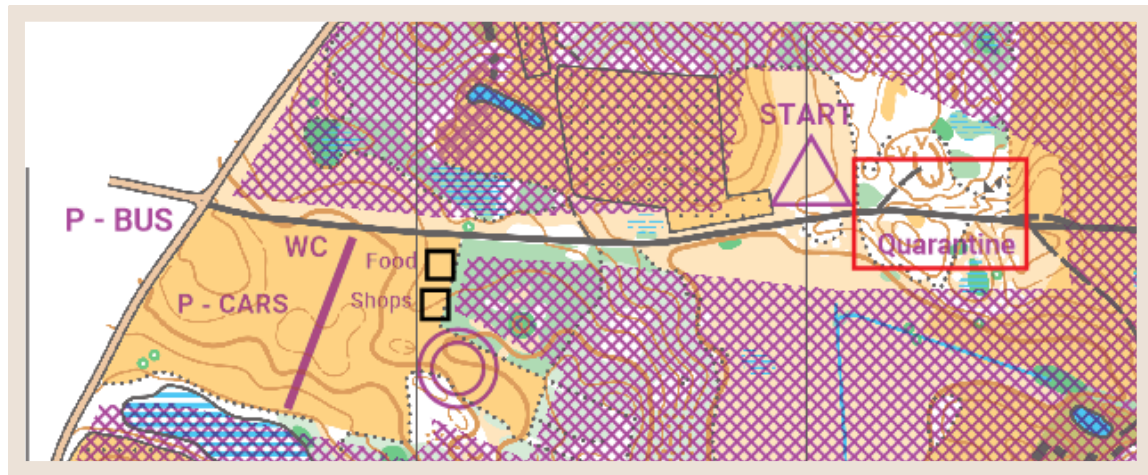 START
P - BUS
WC
Food
Quarantine
P - CARS
Shops